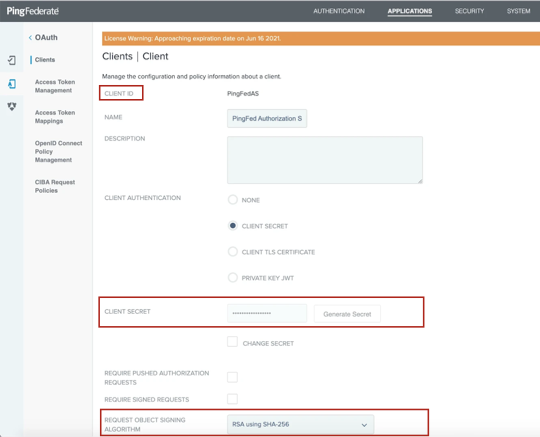 PingFederate
AUTHENTICATION
APPLICATIONS
SECURITY
SYSTEM
OAuth
Clients
Access Token
Management
Access Token
Mappings
OpenID Connect
Policy
Management
CIBA Request
Policies
License Warning: Approaching expiration date on Jun 16 2021.
Clients | Client
Manage the configuration and policy information about a client.
CLIENT ID
PingFedAS
NAME
PingFed Authorization S
DESCRIPTION
CLIENT AUTHENTICATION
NONE
CLIENT SECRET
CLIENT TLS CERTIFICATE
PRIVATE KEY JWT
CLIENT SECRET
Generate Secret
CHANGE SECRET
REQUIRE PUSHED AUTHORIZATION
REQUESTS
REQUIRE SIGNED REQUESTS
REQUEST OBJECT SIGNING
ALGORITHM
RSA using SHA-256